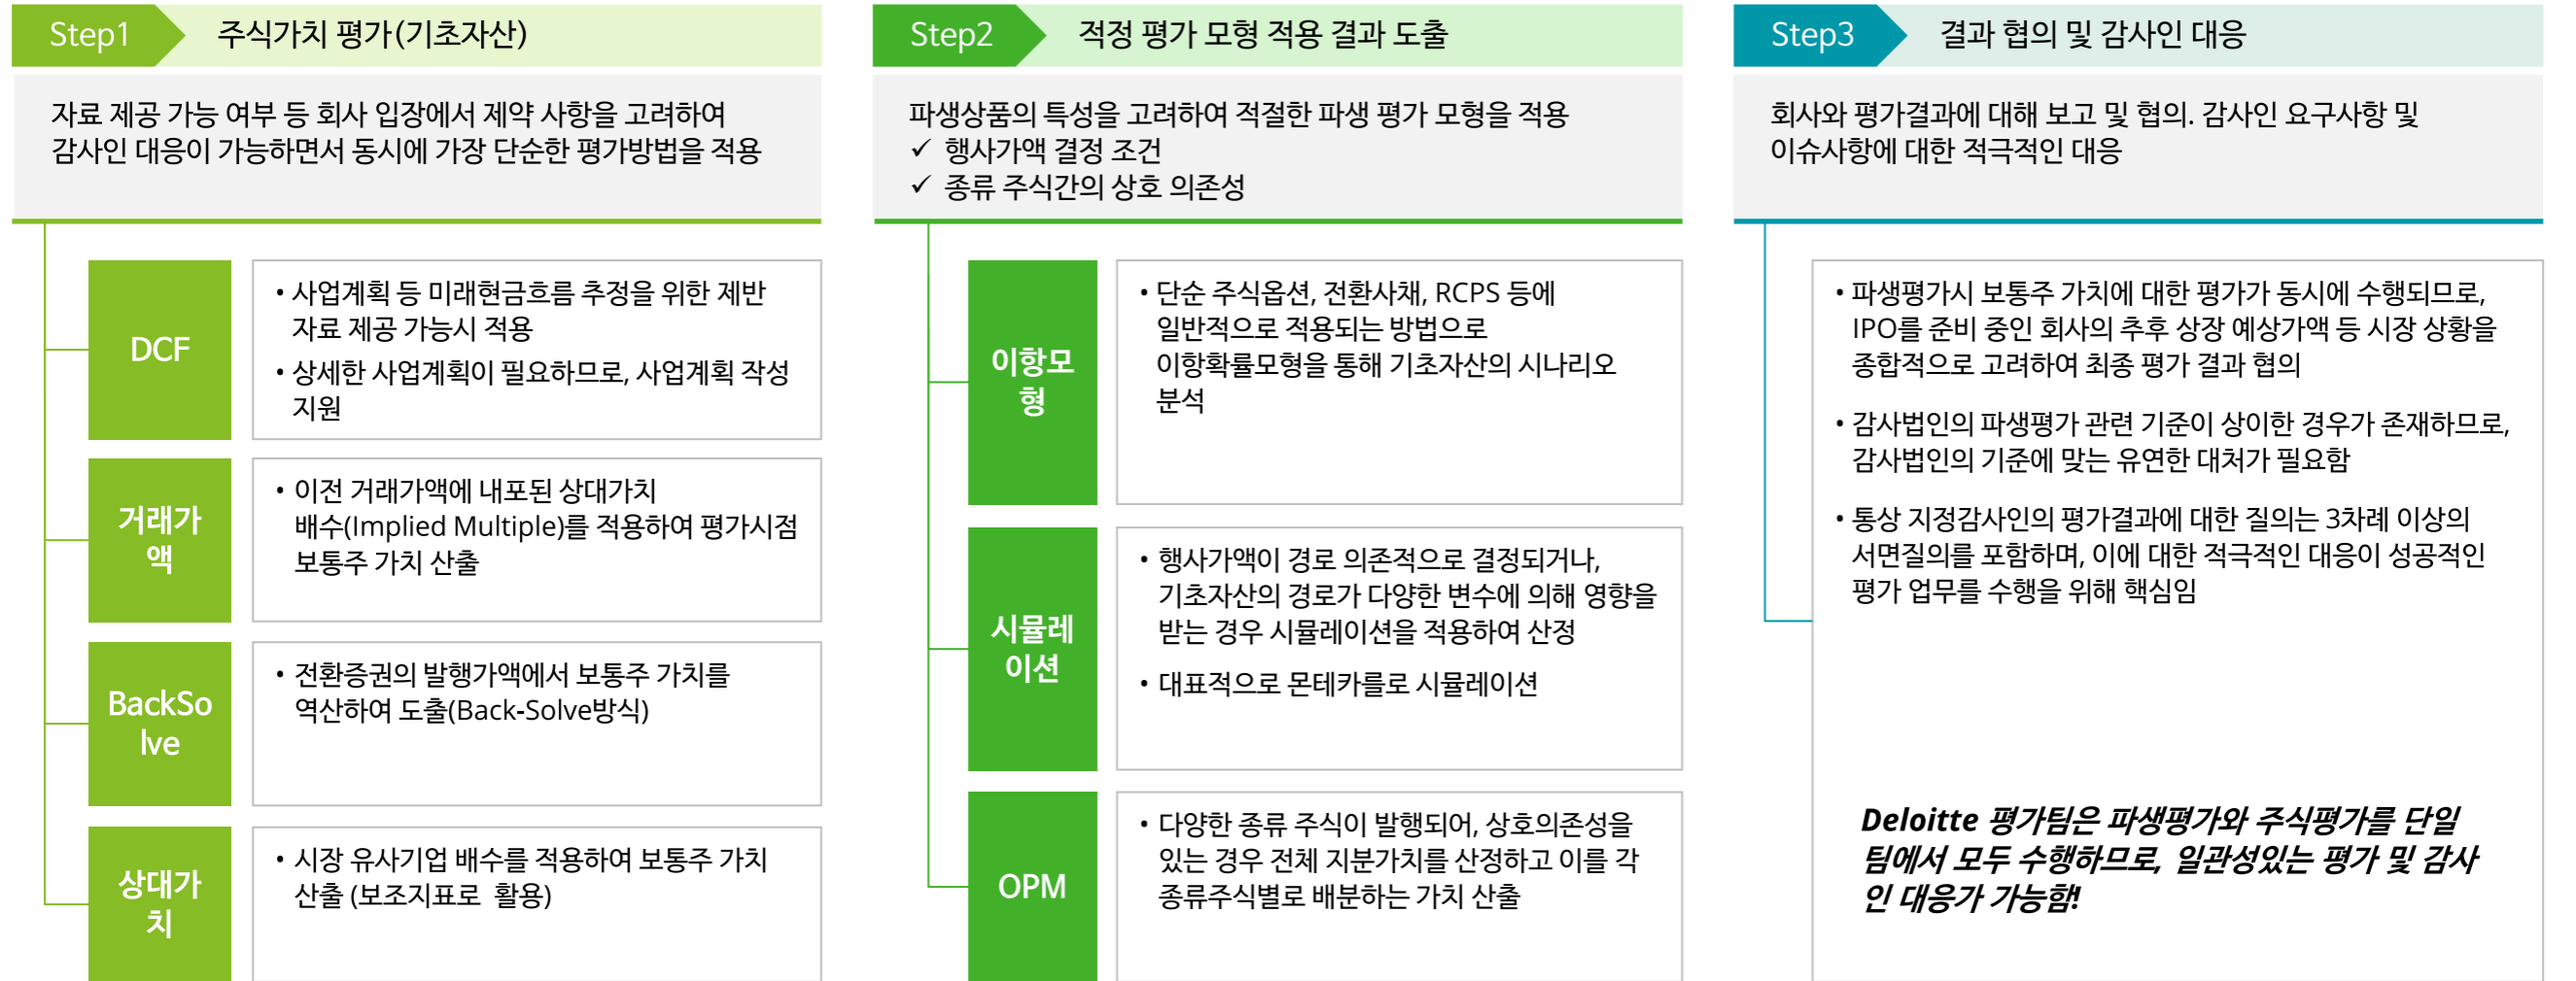 Step1
주식가치 평가(기초자산)
자료 제공 가능 여부 등 회사 입장에서 제약 사항을 고려하여
감사인 대응이 가능하면서 동시에 가장 단순한 평가방법을 적용
DCF
• 사업계획 등 미래현금흐름 추정을 위한 제반
자료 제공 가능시 적용
• 상세한 사업계획이 필요하므로, 사업계획 작성
지원
거래가
액
• 이전 거래가액에 내포된 상대가치
배수(Implied Multiple)를 적용하여 평가시점
보통주 가치 산출
BackSo
lve
• 전환증권의 발행가액에서 보통주 가치를
역산하여 도출(Back-Solve방식)
상대가
치
• 시장 유사기업 배수를 적용하여 보통주 가치
산출 (보조지표로 활용)
Step2
적정 평가 모형 적용 결과 도출
파생상품의 특성을 고려하여 적절한 파생 평가 모형을 적용
✓ 행사가액 결정 조건
✓ 종류 주식간의 상호 의존성
이항모
형
• 단순 주식옵션, 전환사채, RCPS 등에
일반적으로 적용되는 방법으로
이항확률모형을 통해 기초자산의 시나리오
분석
시뮬레
이션
• 행사가액이 경로 의존적으로 결정되거나,
기초자산의 경로가 다양한 변수에 의해 영향을
받는 경우 시뮬레이션을 적용하여 산정
• 대표적으로 몬테카를로 시뮬레이션
OPM
• 다양한 종류 주식이 발행되어, 상호의존성을
있는 경우 전체 지분가치를 산정하고 이를 각
종류주식별로 배분하는 가치 산출
Step3
결과 협의 및 감사인 대응
회사와 평가결과에 대해 보고 및 협의. 감사인 요구사항 및
이슈사항에 대한 적극적인 대응
• 파생평가시 보통주 가치에 대한 평가가 동시에 수행되므로,
IPO를 준비 중인 회사의 추후 상장 예상가액 등 시장 상황을
종합적으로 고려하여 최종 평가 결과 협의
• 감사법인의 파생평가 관련 기준이 상이한 경우가 존재하므로,
감사법인의 기준에 맞는 유연한 대처가 필요함
• 통상 지정감사인의 평가결과에 대한 질의는 3차례 이상의
서면질의를 포함하며, 이에 대한 적극적인 대응이 성공적인
평가 업무를 수행을 위해 핵심임
Deloitte 평가팀은 파생평가와 주식평가를 단일
팀에서 모두 수행하므로, 일관성있는 평가 및 감사
인 대응가 가능함!